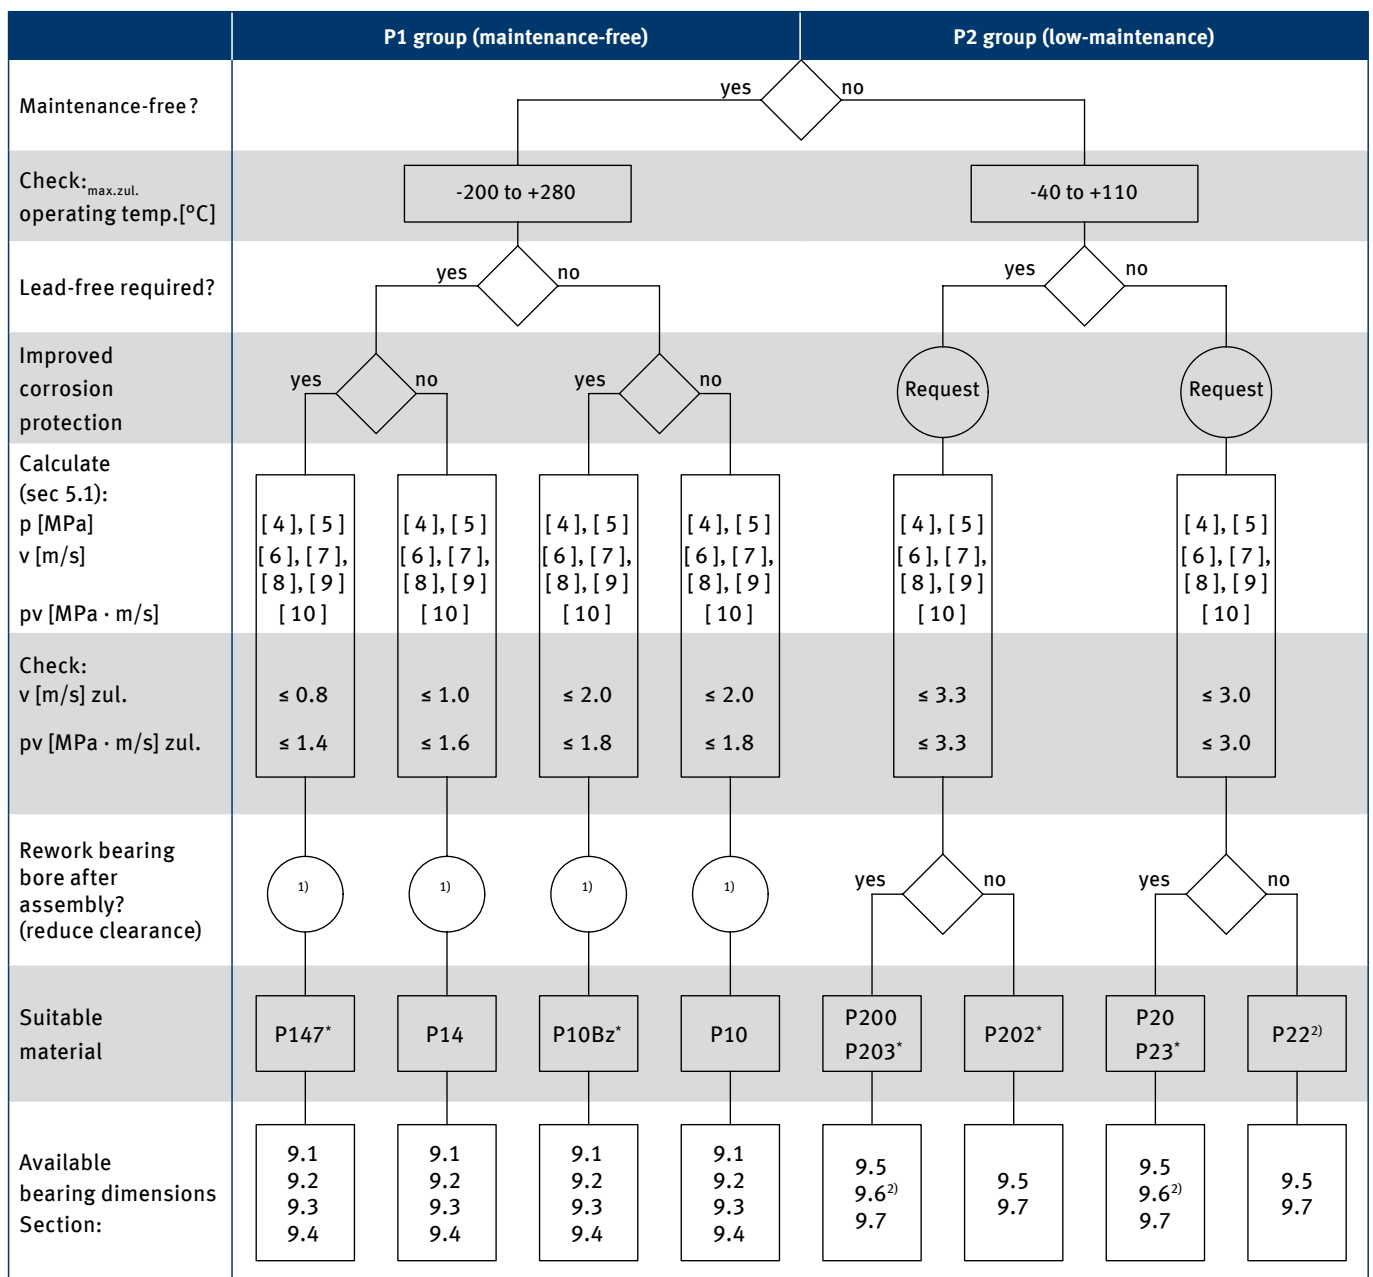 P1 group (maintenance-free) P2 group (low-maintenance)
Maintenance-free? yes no
Check:max.zul.
operating temp.[°C] -200 to +280 -40 to +110
Lead-free required? yes no yes no
Improved
corrosion
protection
yes no yes no Request Request
Calculate
(sec 5.1):
p [MPa] [4], [5] [4], [5] [4], [5] [4], [5] [4], [5] [4], [5]
v [m/s] [6], [7], [6], [7], [6], [7], [6], [7], [6], [7], [6], [7],
[8], [9] [8], [9] [8], [9] [8], [9] [8], [9] [8], [9]
pv [MPa · m/s] [10] [10] [10] [10] [10] [10]
Check:
v [m/s] zul. ≤ 0.8 ≤ 1.0 ≤ 2.0 ≤ 2.0 ≤ 3.3 ≤ 3.0
pv [MPa · m/s] zul. ≤ 1.4 ≤ 1.6 ≤ 1.8 ≤ 1.8 ≤ 3.3 ≤ 3.0
Rework bearing
bore after
assembly?
(reduce clearance)
1) 1) 1) 1) yes no yes no
Suitable
material
P147* P14 P10Bz* P10 P200
P203* P202* P20
P23* P222)
Available
bearing dimensions
Section:
9.1
9.2
9.3
9.4
9.1
9.2
9.3
9.4
9.1
9.2
9.3
9.4
9.1
9.2
9.3
9.4
9.5
9.62)
9.7
9.5
9.7
9.5
9.62)
9.7
9.5
9.7